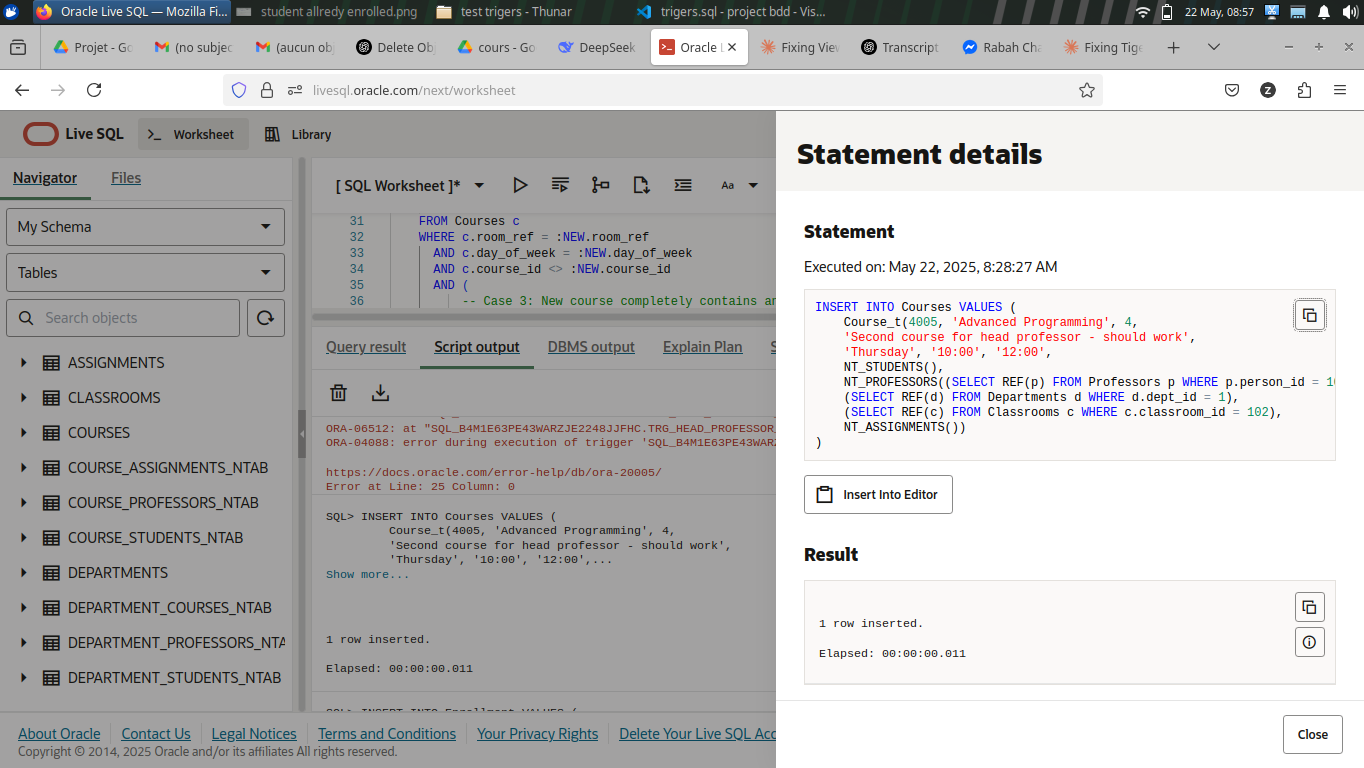 Oracle Live SQL — Mozilla Fi...
student allredy enrolled.png
test trigers - Thunar
trigers.sql - project bdd - Vis...
22 May, 08:57
Projet - Go
(no subjec
(aucun obj
Delete Obj
cours - Go
DeepSeek
Oracle L
Fixing View
Transcript
Rabah Cha
Fixing Tige
livesql.oracle.com/next/worksheet
Z
Live SQL
Worksheet
Library
Navigator
Files
My Schema
Tables
Search objects
ASSIGNMENTS
CLASSROOMS
COURSES
COURSE_ASSIGNMENTS_NTAB
COURSE_PROFESSORS_NTAB
COURSE_STUDENTS_NTAB
DEPARTMENTS
DEPARTMENT_COURSES_NTAB
DEPARTMENT_PROFESSORS_NTA
DEPARTMENT_STUDENTS_NTAB
[ SQL Worksheet ]*
Aa
31 FROM Courses c
32 WHERE c.room_ref = :NEW.room_ref
33 AND c.day_of_week = :NEW.day_of_week
34 AND c.course_id <> :NEW.course_id
35 AND (
36 -- Case 3: New course completely contains an
Query result
Script output
DBMS output
Explain Plan
S
ORA-06512: at "SQL_B4M1E63PE43WARZJE2248JJFHC.TRG_HEAD_PROFESSOR_
ORA-04088: error during execution of trigger 'SQL_B4M1E63PE43WARZ
https://docs.oracle.com/error-help/db/ora-20005/
Error at Line: 25 Column: 0
SQL> INSERT INTO Courses VALUES (
Course_t(4005, 'Advanced Programming', 4,
'Second course for head professor - should work',
'Thursday', '10:00', '12:00',...
Show more...
1 row inserted.
Elapsed: 00:00:00.011
SQL> INSERT INTO Enrollment VALUES (
Statement details
Statement
Executed on: May 22, 2025, 8:28:27 AM
INSERT INTO Courses VALUES (
Course_t(4005, 'Advanced Programming', 4,
'Second course for head professor - should work',
'Thursday', '10:00', '12:00',
NT_STUDENTS(),
NT_PROFESSORS((SELECT REF(p) FROM Professors p WHERE p.person_id = 10
(SELECT REF(d) FROM Departments d WHERE d.dept_id = 1),
(SELECT REF(c) FROM Classrooms c WHERE c.classroom_id = 102),
NT_ASSIGNMENTS())
)
Insert Into Editor
Result
1 row inserted.
Elapsed: 00:00:00.011
Close
About Oracle
Contact Us
Legal Notices
Terms and Conditions
Your Privacy Rights
Delete Your Live SQL Acc
Copyright © 2014, 2025 Oracle and/or its affiliates All rights reserved.